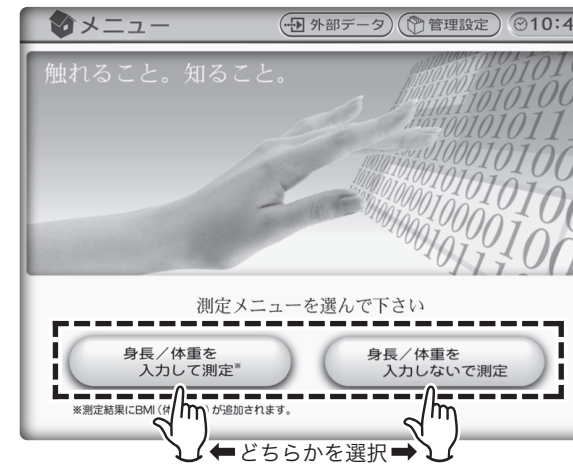 メニュー
外部データ
管理設定
10:4
触れること。知ること。
測定メニューを選んで下さい
身長／体重を
入力して測定※
身長／体重を
入力しないで測定
※測定結果にBMI(体 が追加されます。
どちらかを選択